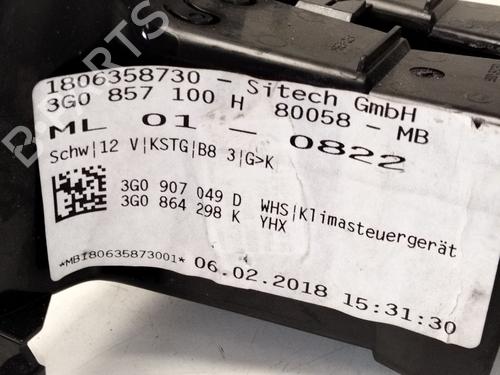 B-PARTS
1806358730 - Sitech GmbH
3G0 857 100 H 80058 - MB
ML 01 - 0822
Schw|12 V|KSTG|B8 3|G>K
3G0 907 049 D WHS|Klimasteuergerät
3G0 864 298 K YHX
*MB180635873001* 06.02.2018 15:31:30